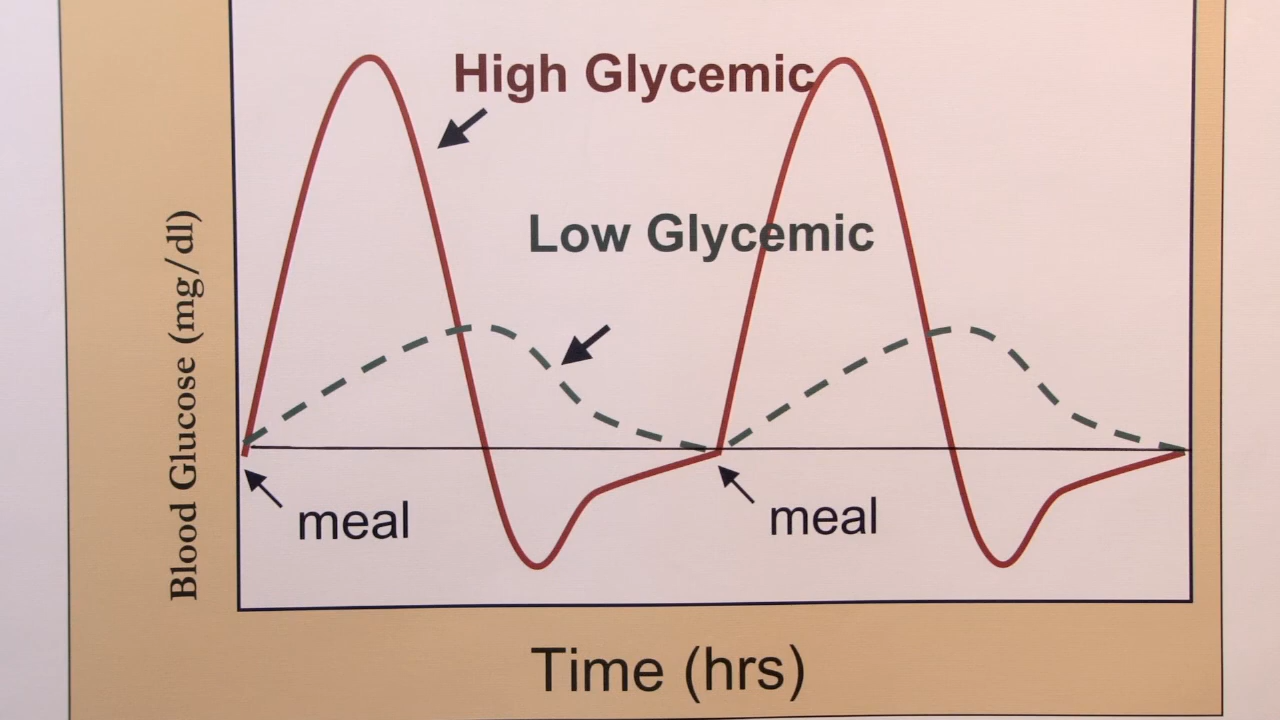 High Glycemic
Low Glycemic
Blood Glucose (mg/dl)
meal
meal
Time (hrs)